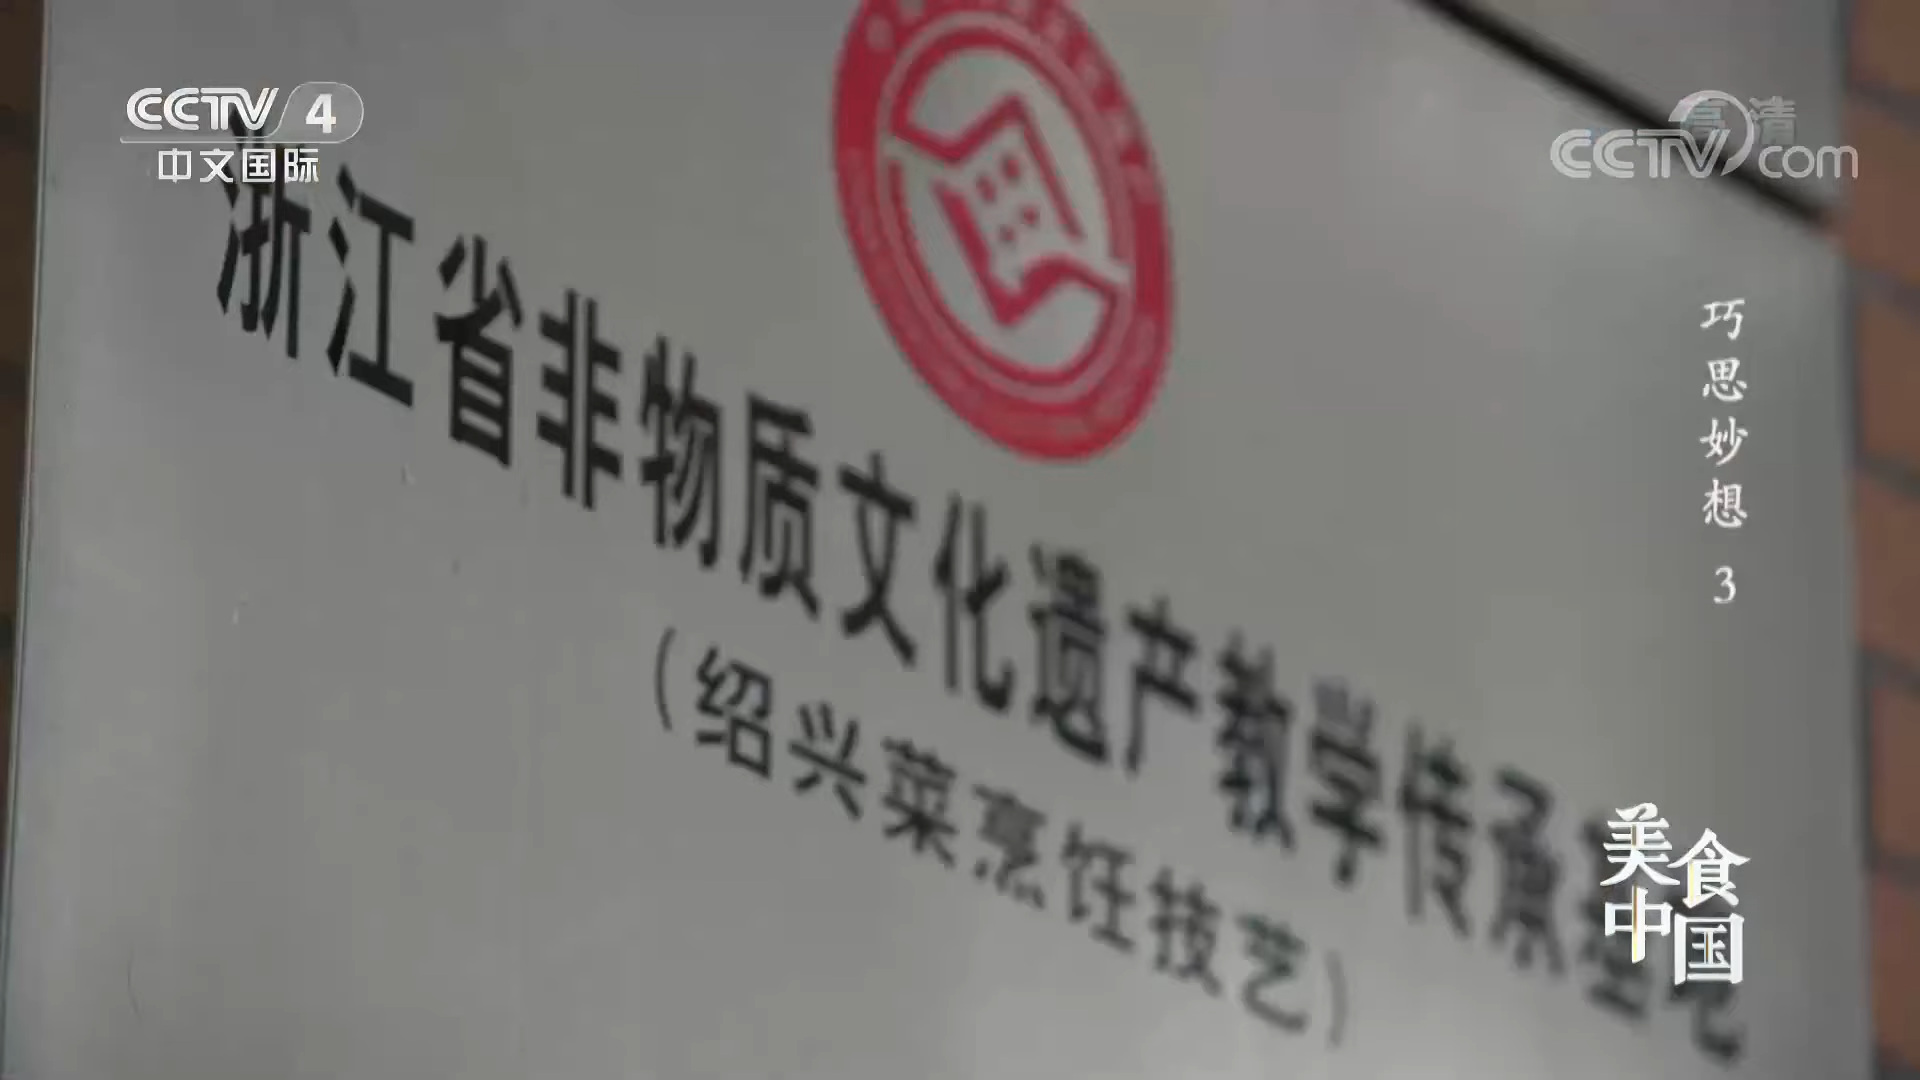 CCTV 4
中文国际
高清
CCTV com
浙江省非物质文化遗产教学传承基地
（绍兴菜烹饪技艺）
巧思妙想 3
美食
中国